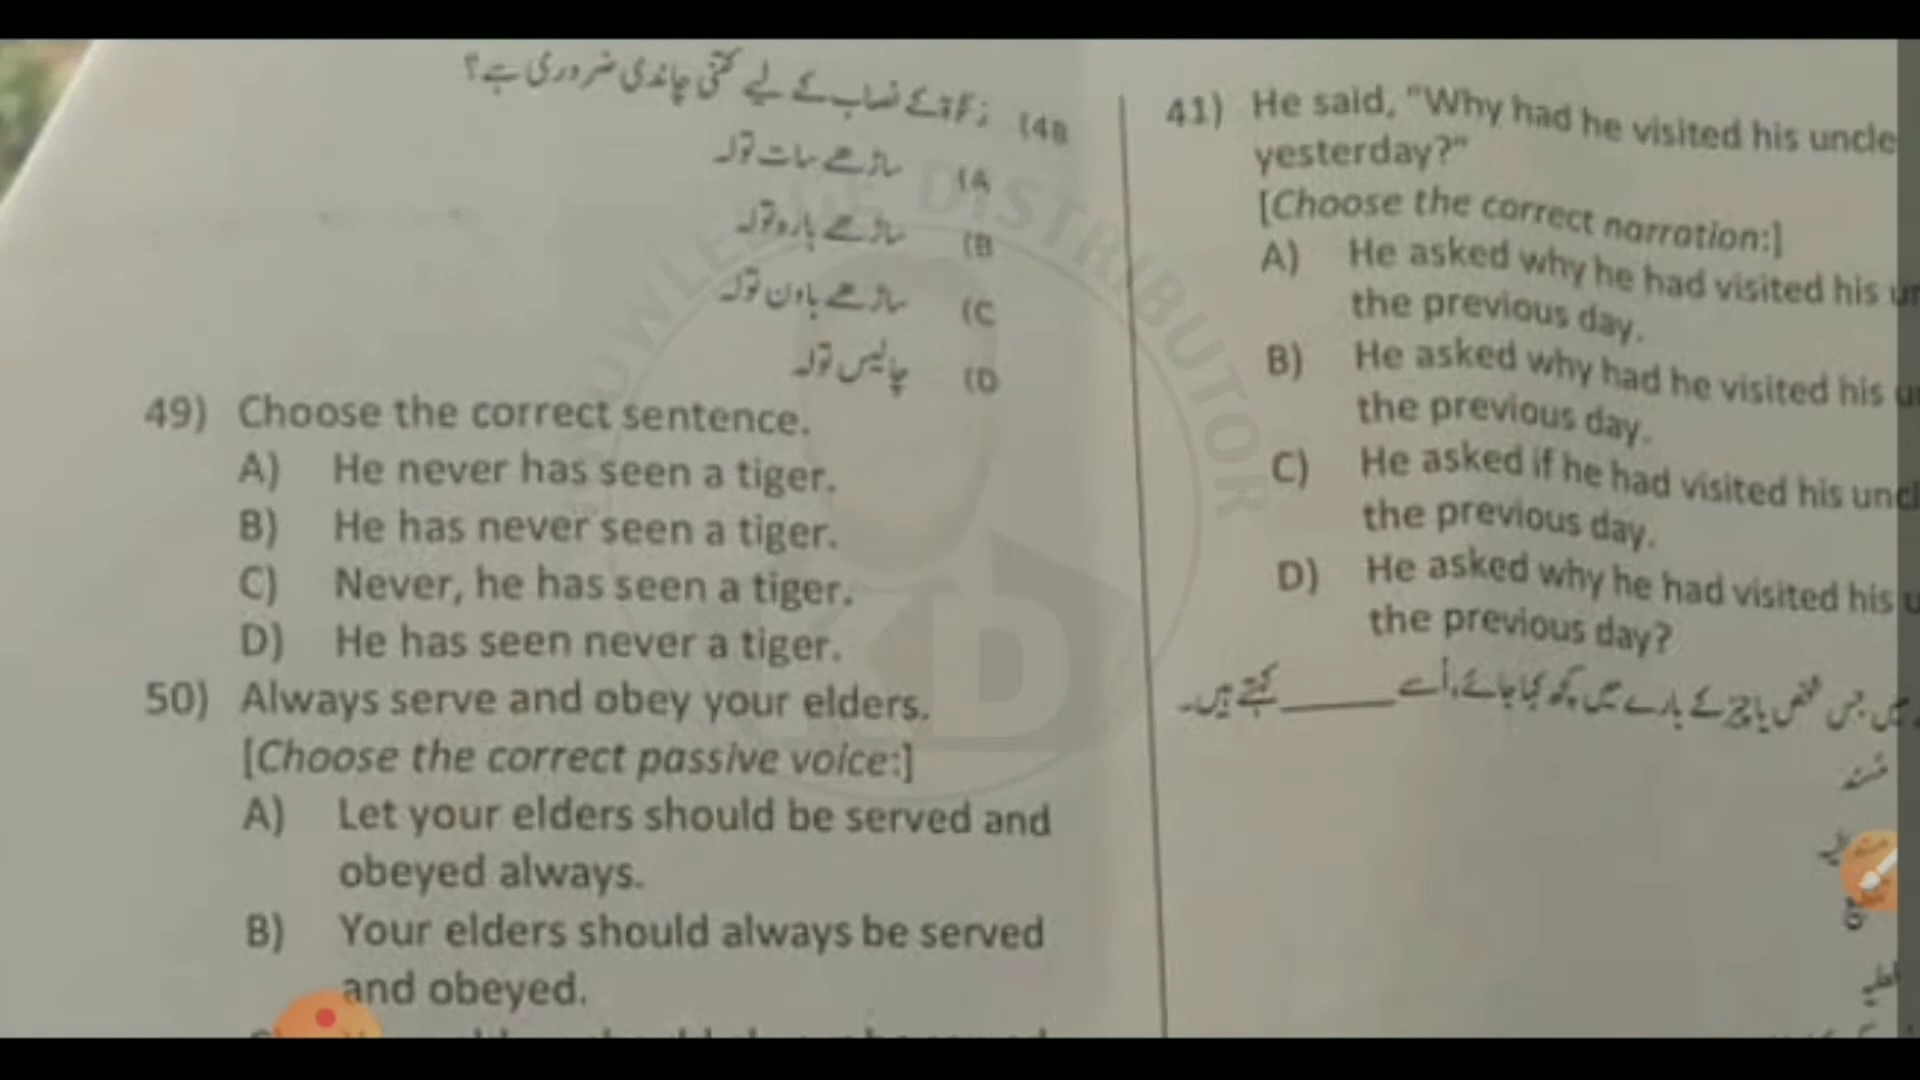 48) زکوٰۃ کے نصاب کے لیے کتنی چاندی ضروری ہے؟
A) ساڑھے سات تولہ
B) ساڑھے بارہ تولہ
C) ساڑھے باون تولہ
D) چالیس تولہ
49) Choose the correct sentence.
A) He never has seen a tiger.
B) He has never seen a tiger.
C) Never, he has seen a tiger.
D) He has seen never a tiger.
50) Always serve and obey your elders.
[Choose the correct passive voice:]
A) Let your elders should be served and
obeyed always.
B) Your elders should always be served
and obeyed.
41) He said, "Why had he visited his uncle
yesterday?"
[Choose the correct narration:]
A) He asked why he had visited his
the previous day.
B) He asked why had he visited his
the previous day.
C) He asked if he had visited his
the previous day.
D) He asked why he had visited his
the previous day?
میں جس شخص یا چیز کے بارے میں کچھ کہا جائے، اُسے ______ کہتے ہیں۔
مُسند
KNOWLEDGE DISTRIBUTOR
KD